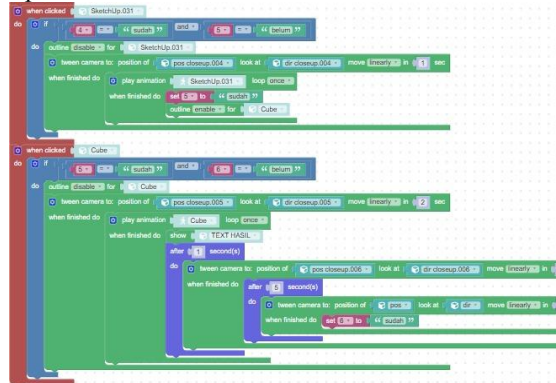 when clicked SketchUp.031
do if 4 = “ sudah ” and 5 = “ belum ”
do outline disable for SketchUp.031
tween camera to: position of pos closeup.004 look at dir closeup.004 move linearly in 1 sec
when finished do play animation SketchUp.031 loop once
when finished do set 5 to “ sudah ”
outline enable for Cube
when clicked Cube
do if 5 = “ sudah ” and 6 = “ belum ”
do outline disable for Cube
tween camera to: position of pos closeup.005 look at dir closeup.005 move linearly in 2 sec
when finished do play animation Cube loop once
when finished do show TEXT HASIL
after 1 second(s)
do tween camera to: position of pos closeup.006 look at dir closeup.006 move linearly in
when finished do after 5 second(s)
do tween camera to: position of pos look at dir move linearly in
when finished do set 6 to “ sudah ”